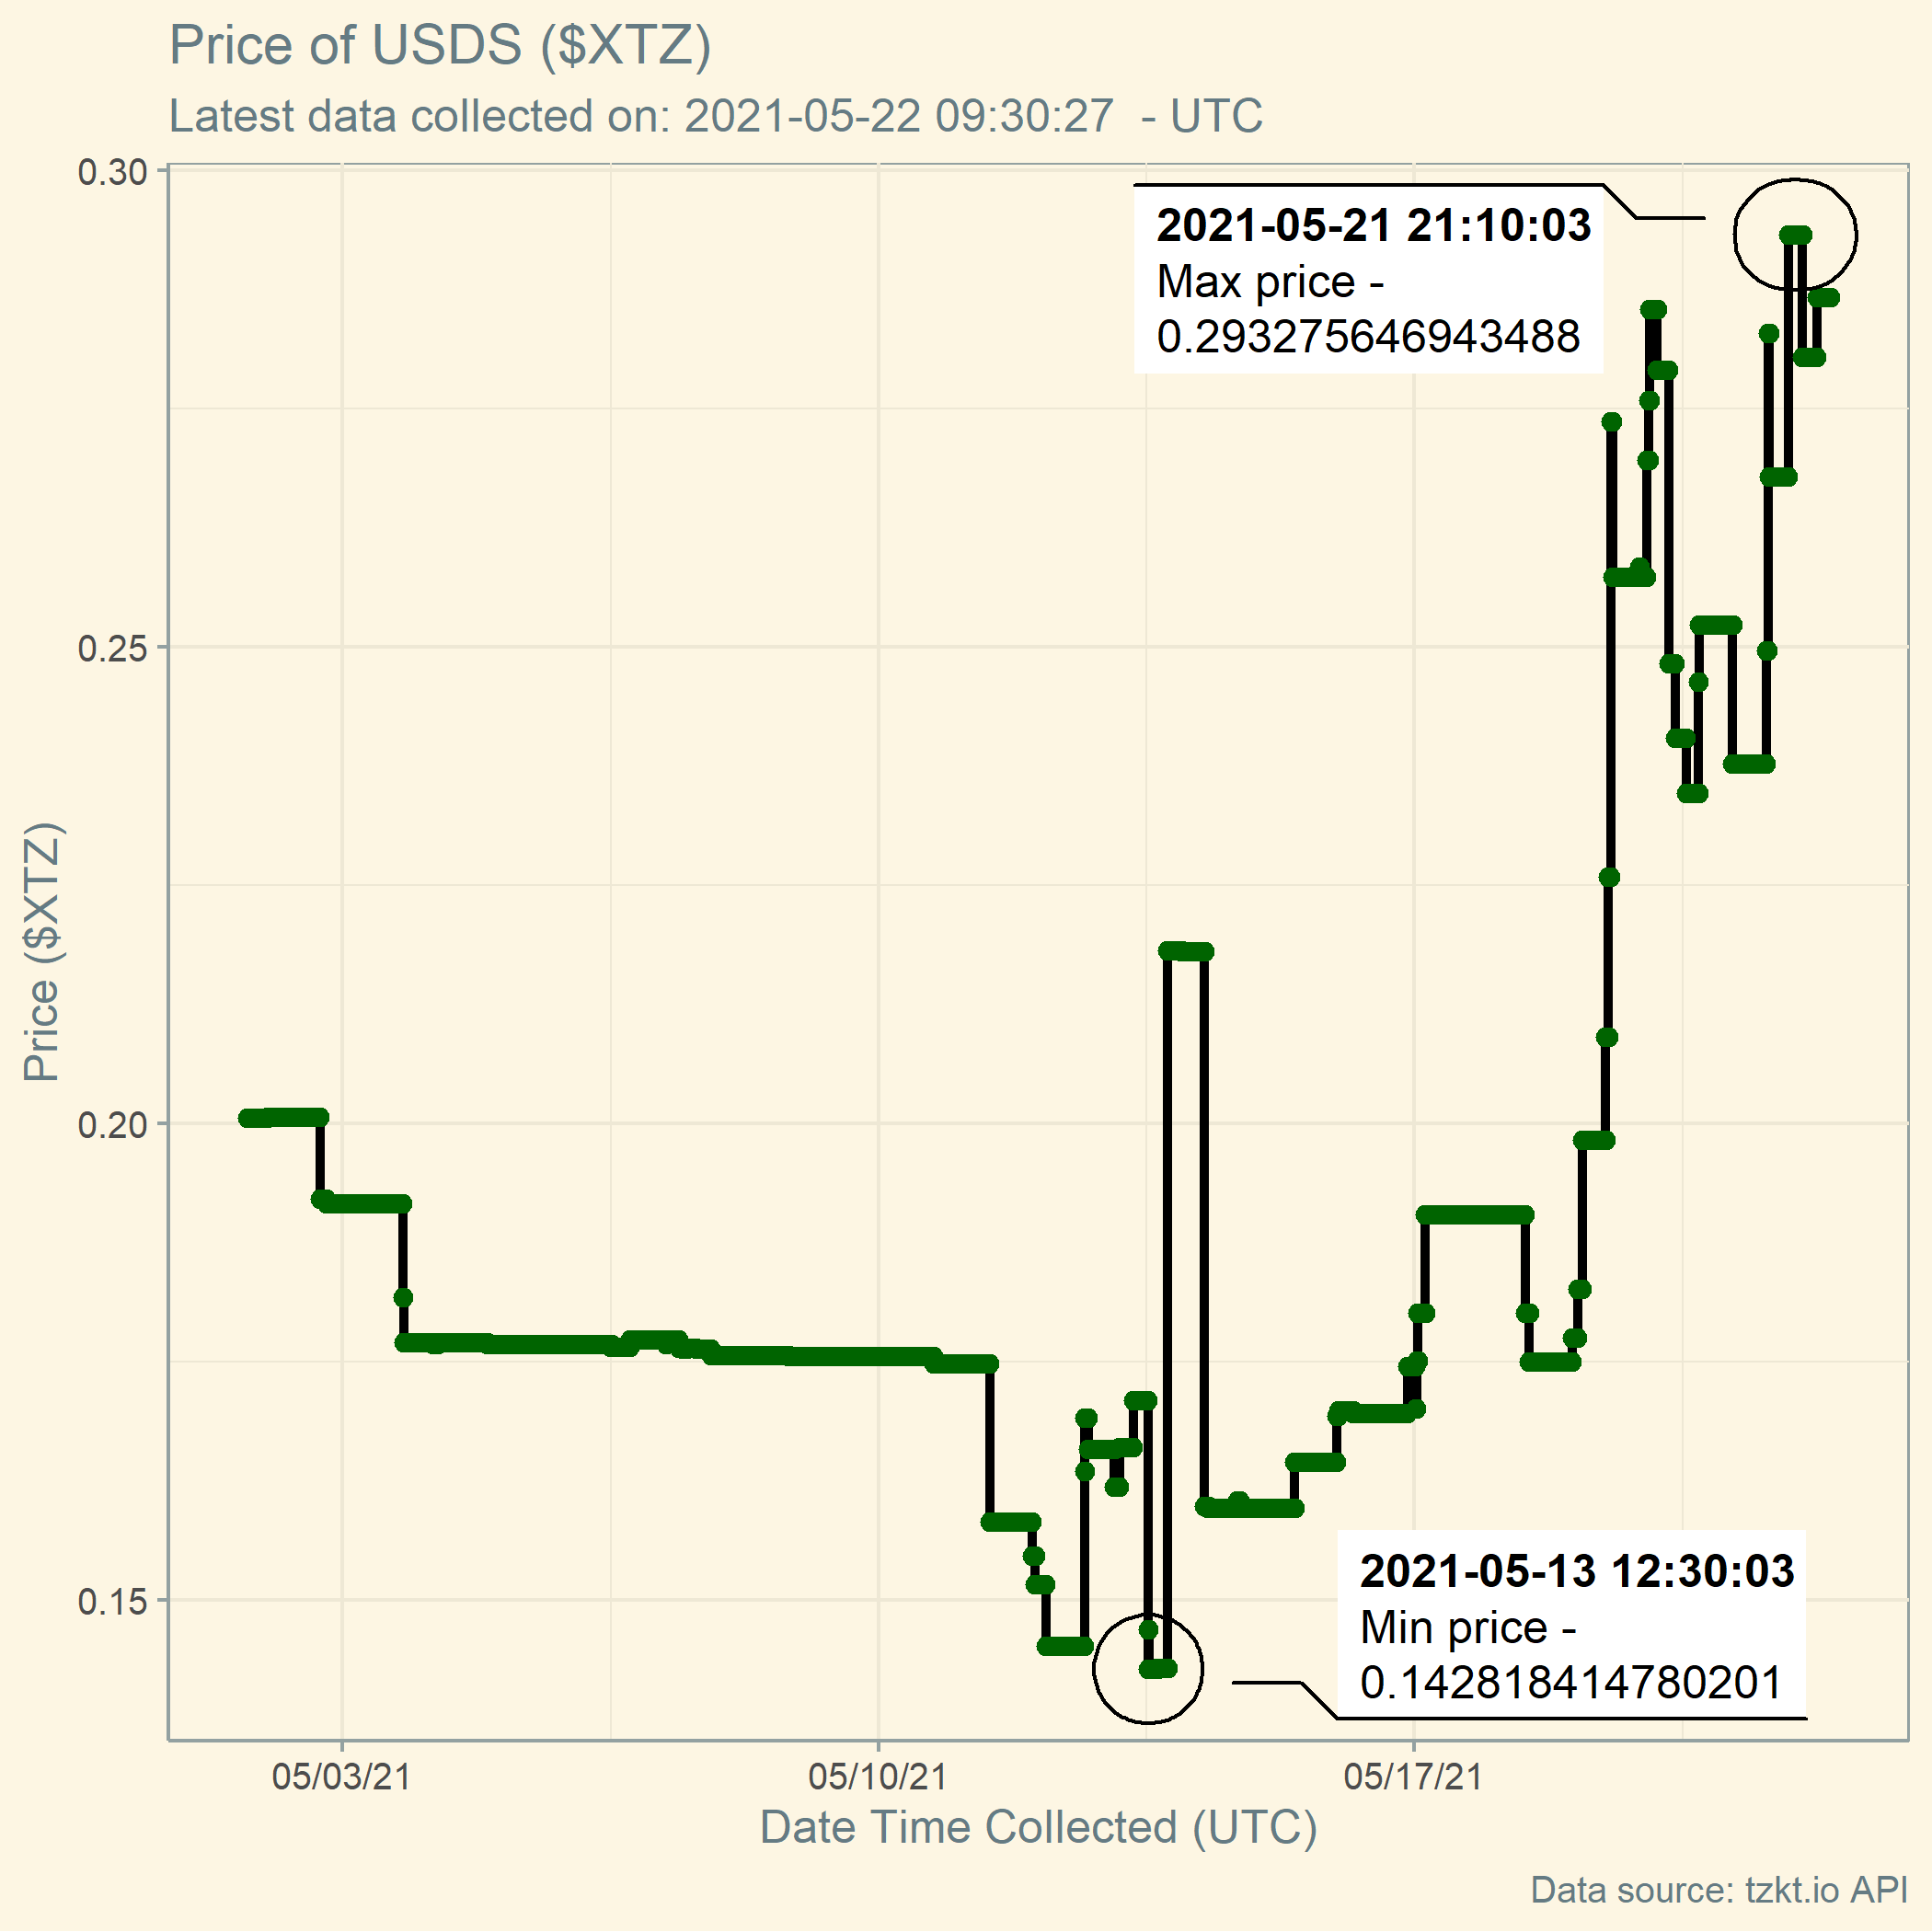 Price of USDS ($XTZ)
Latest data collected on: 2021-05-22 09:30:27  - UTC
0.30
0.25
0.20
0.15
Price ($XTZ)
2021-05-21 21:10:03
Max price -
0.293275646943488
2021-05-13 12:30:03
Min price -
0.142818414780201
05/03/21
05/10/21
05/17/21
Date Time Collected (UTC)
Data source: tzkt.io API